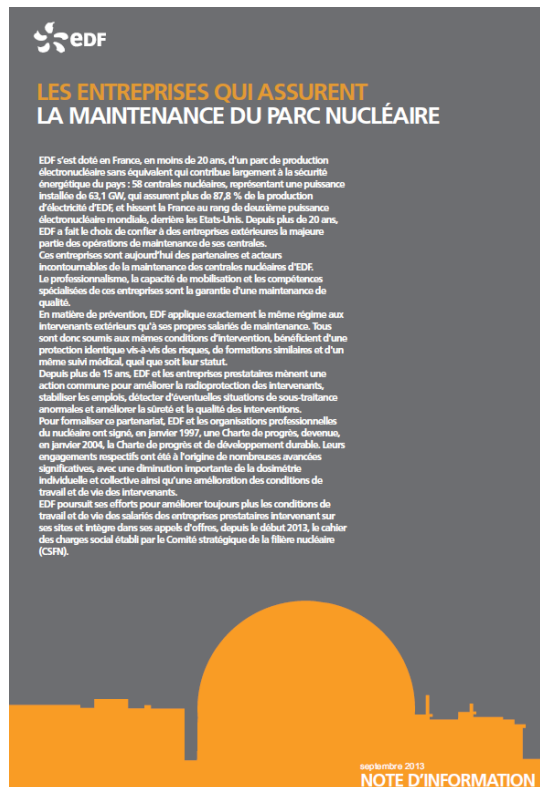 eDF
LES ENTREPRISES QUI ASSURENT
LA MAINTENANCE DU PARC NUCLÉAIRE
EDF s'est doté en France, en moins de 20 ans, d'un parc de production
électronucléaire sans équivalent qui contribue largement à la sécurité
énergétique du pays : 58 centrales nucléaires, représentant une puissance
installée de 63,1 GW, qui assurent plus de 87,8 % de la production
d'électricité d'EDF, et hissent la France au rang de deuxième puissance
électronucléaire mondiale, derrière les Etats-Unis. Depuis plus de 20 ans,
EDF a fait le choix de confier à des entreprises extérieures la majeure
partie des opérations de maintenance de ses centrales.
Ces entreprises sont aujourd'hui des partenaires et acteurs
incontournables de la maintenance des centrales nucléaires d'EDF.
Le professionnalisme, la capacité de mobilisation et les compétences
spécialisées de ces entreprises sont la garantie d'une maintenance de
qualité.
En matière de prévention, EDF applique exactement le même régime aux
intervenants extérieurs qu'à ses propres salariés de maintenance. Tous
sont donc soumis aux mêmes conditions d'intervention, bénéficient d'une
protection identique vis-à-vis des risques, de formations similaires et d'un
même suivi médical, quel que soit leur statut.
Depuis plus de 15 ans, EDF et les entreprises prestataires mènent une
action commune pour améliorer la radioprotection des intervenants,
stabiliser les emplois, détecter d'éventuelles situations de sous-traitance
anormales et améliorer la sûreté et la qualité des interventions.
Pour formaliser ce partenariat, EDF et les organisations professionnelles
du nucléaire ont signé, en janvier 1997, une Charte de progrès, devenue,
en janvier 2004, la Charte de progrès et de développement durable. Leurs
engagements respectifs ont été à l'origine de nombreuses avancées
significatives, avec une diminution importante de la dosimétrie
individuelle et collective ainsi qu'une amélioration des conditions de
travail et de vie des intervenants.
EDF poursuit ses efforts pour améliorer toujours plus les conditions de
travail et de vie des salariés des entreprises prestataires intervenant sur
ses sites et intègre dans ses appels d'offres, depuis le début 2013, le cahier
des charges social établi par le Comité stratégique de la filière nucléaire
(CSFN).
septembre 2013
NOTE D'INFORMATION